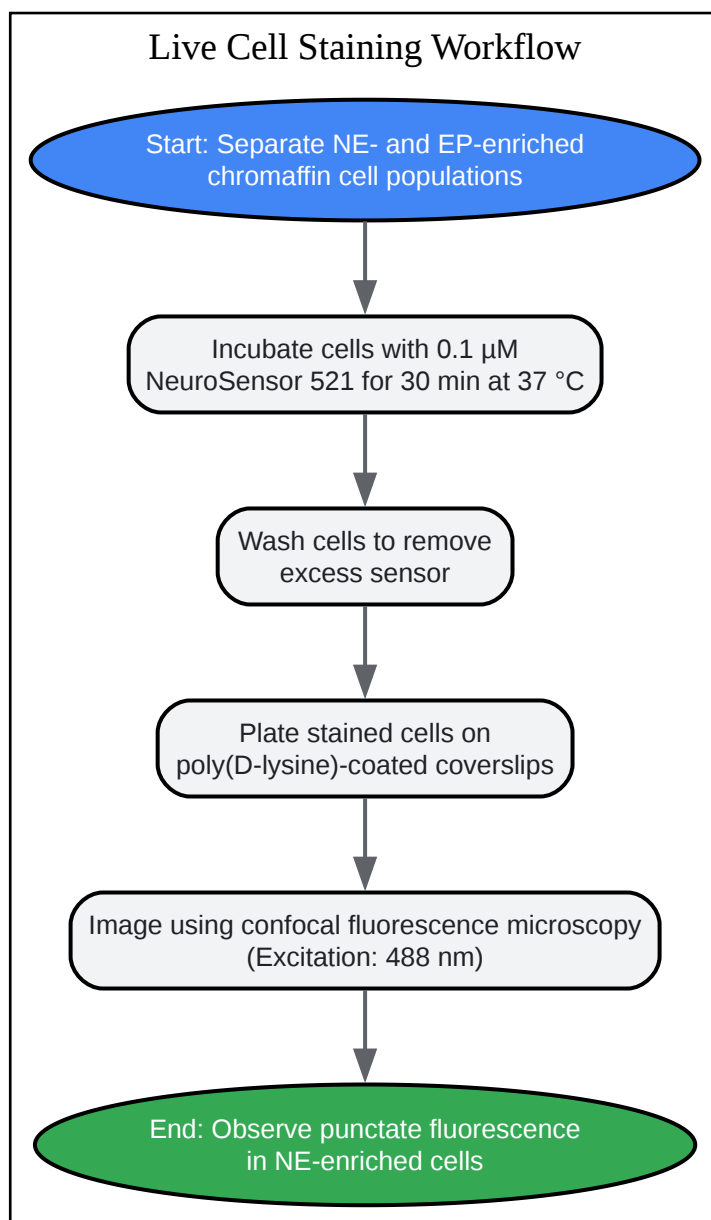 Live Cell Staining Workflow
Start: Separate NE- and EP-enriched
chromaffin cell populations
Incubate cells with 0.1 µM
NeuroSensor 521 for 30 min at 37 °C
Wash cells to remove
excess sensor
Plate stained cells on
poly(D-lysine)-coated coverslips
Image using confocal fluorescence microscopy
(Excitation: 488 nm)
End: Observe punctate fluorescence
in NE-enriched cells